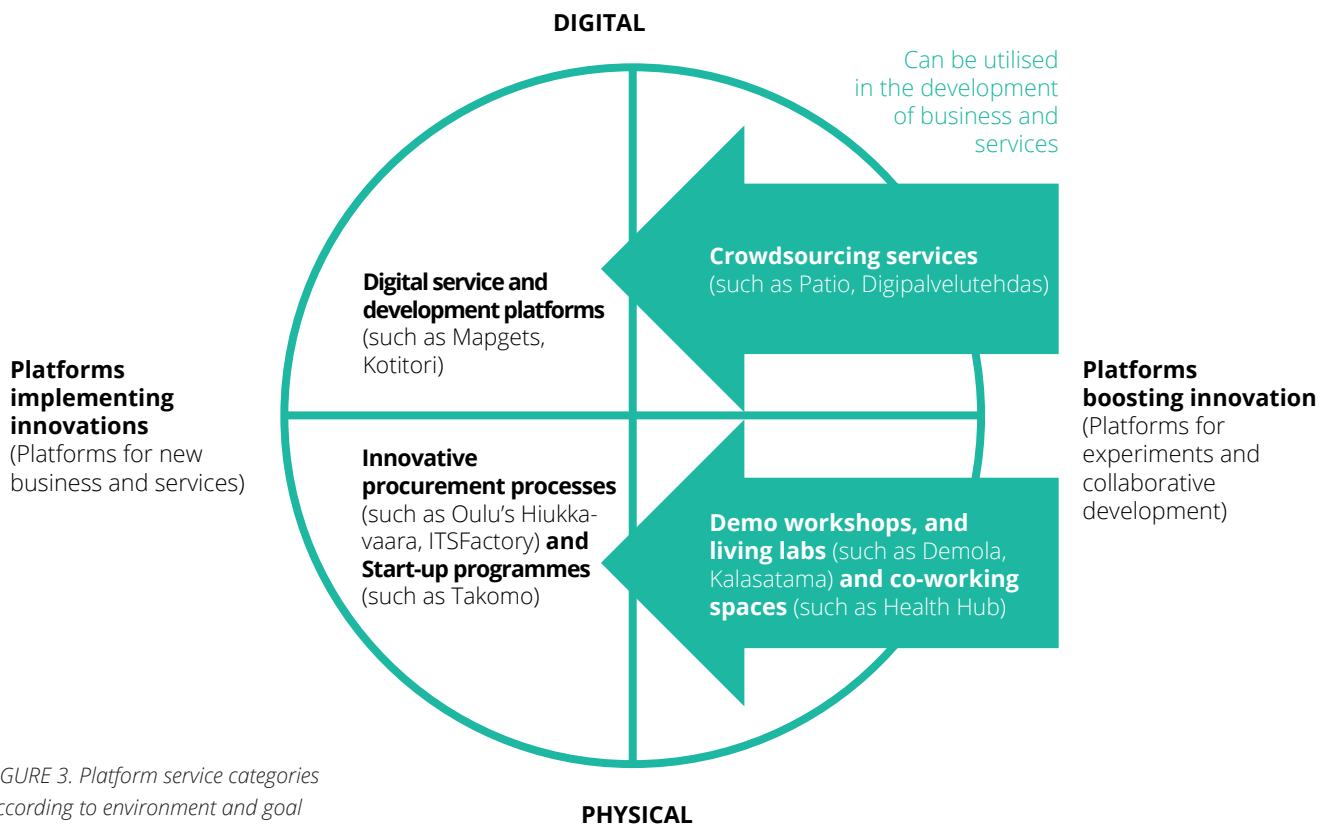 DIGITAL
Can be utilised
in the development
of business and
services
Crowdsourcing services
(such as Patio, Digipalvelutehdas)
Digital service and
development platforms
(such as Mapgets,
Kotitori)
Platforms
implementing
innovations
(Platforms for new
business and services)
Platforms
boosting innovation
(Platforms for
experiments and
collaborative
development)
Innovative
procurement processes
(such as Oulu’s Hiukka-
vaara, ITSFactory) and
Start-up programmes
(such as Takomo)
Demo workshops, and
living labs (such as Demola,
Kalasatama) and co-working
spaces (such as Health Hub)
GURE 3. Platform service categories
ccording to environment and goal
PHYSICAL